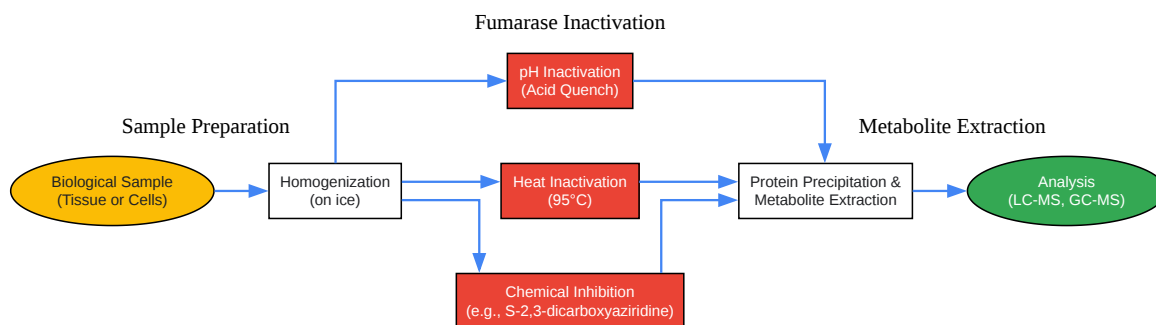 Fumarase Inactivation
pH Inactivation
(Acid Quench)
Sample Preparation
Metabolite Extraction
Biological Sample
(Tissue or Cells)
Homogenization
(on ice)
Heat Inactivation
(95°C)
Protein Precipitation &
Metabolite Extraction
Analysis
(LC-MS, GC-MS)
Chemical Inhibition
(e.g., S-2,3-dicarboxyaziridine)